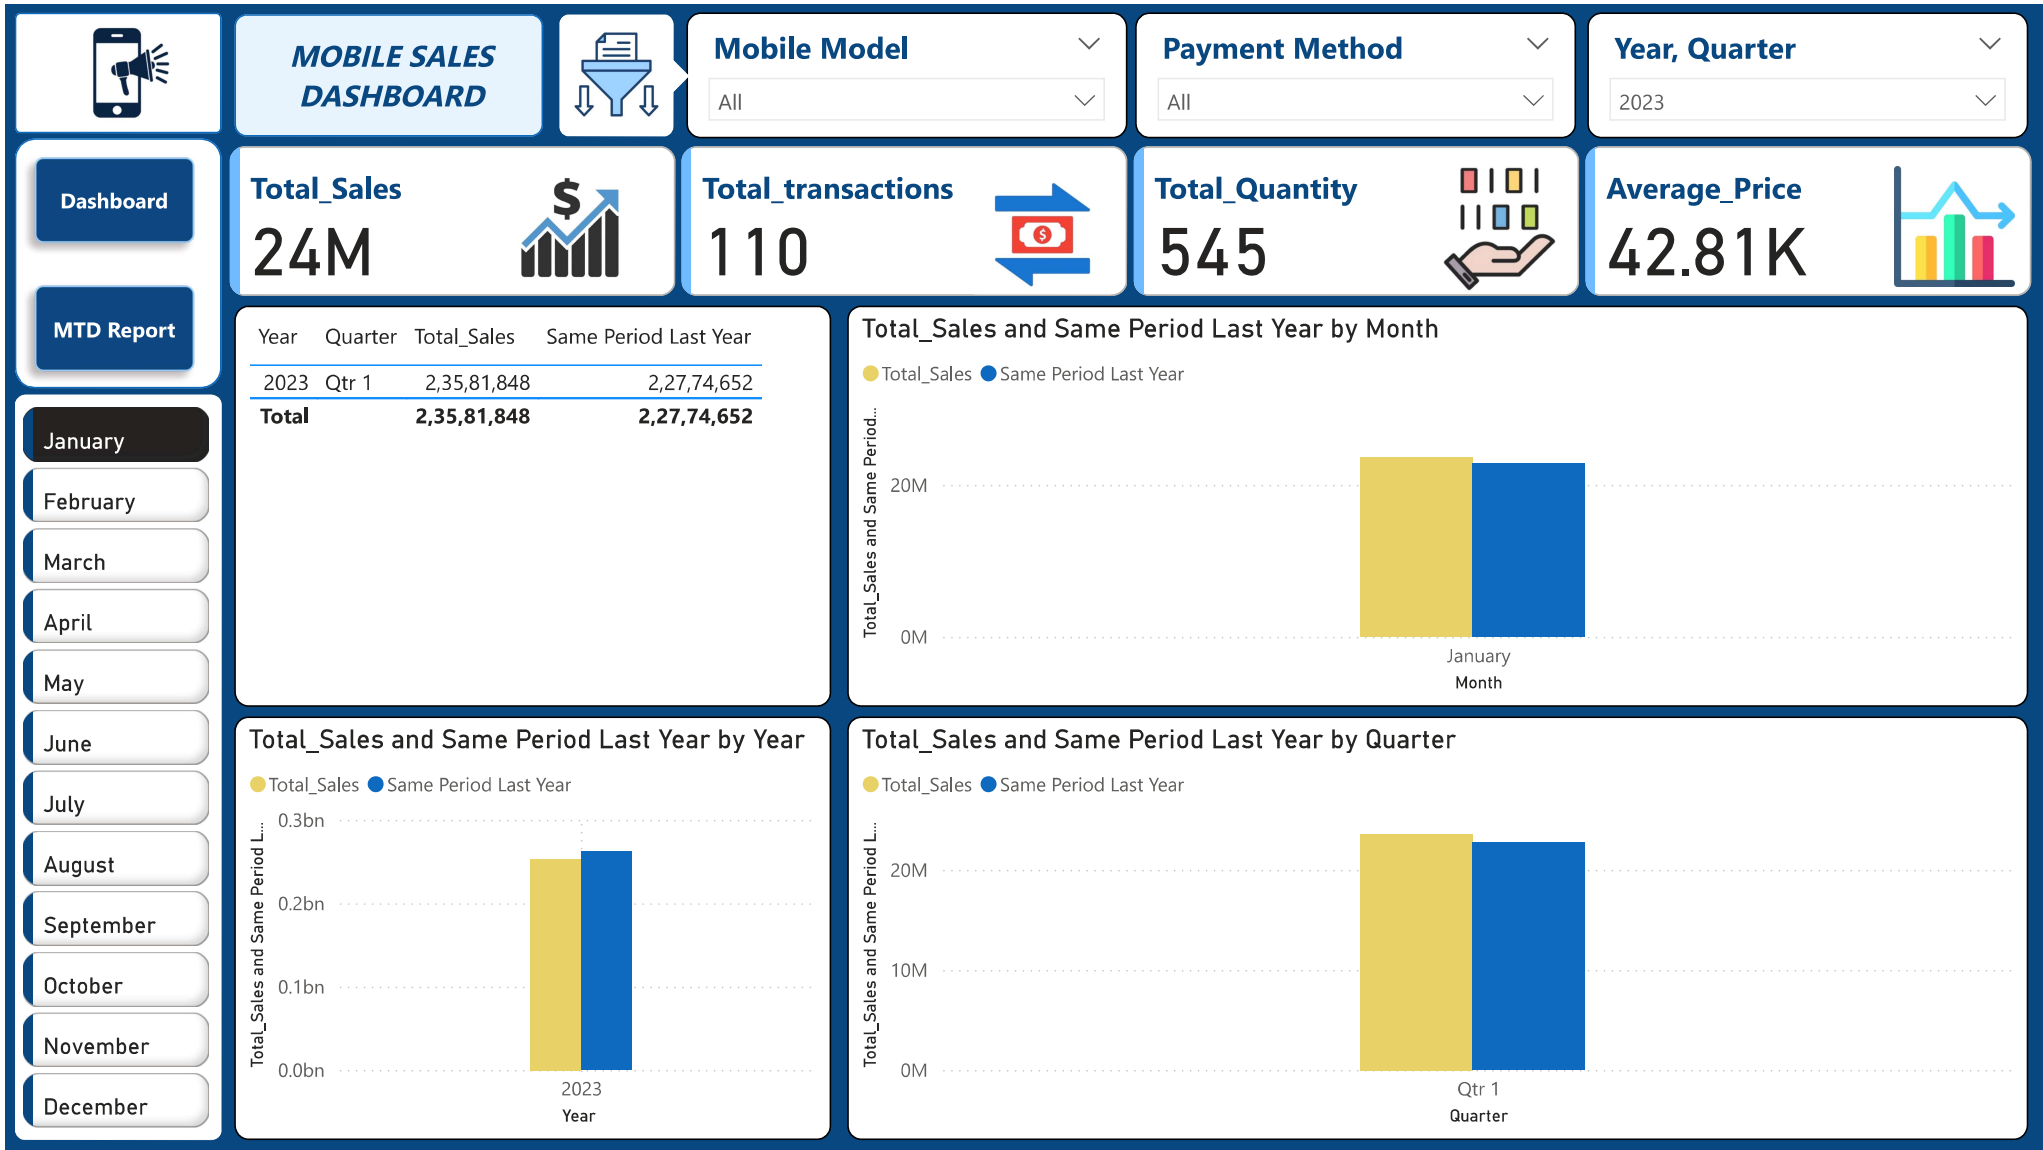 MOBILE SALES
DASHBOARD
Mobile Model
All
Payment Method
All
Year, Quarter
2023
Dashboard
MTD Report
Total_Sales
24M
$
Total_transactions
110
$
Total_Quantity
545
Average_Price
42.81K
January
February
March
April
May
June
July
August
September
October
November
December
Year Quarter Total_Sales Same Period Last Year
2023 Qtr 1 2,35,81,848 2,27,74,652
Total 2,35,81,848 2,27,74,652
Total_Sales and Same Period Last Year by Month
Total_Sales Same Period Last Year
Total_Sales and Same Period...
20M
0M
January
Month
Total_Sales and Same Period Last Year by Year
Total_Sales Same Period Last Year
Total_Sales and Same Period L...
0.3bn
0.2bn
0.1bn
0.0bn
2023
Year
Total_Sales and Same Period Last Year by Quarter
Total_Sales Same Period Last Year
Total_Sales and Same Period L...
20M
10M
0M
Qtr 1
Quarter